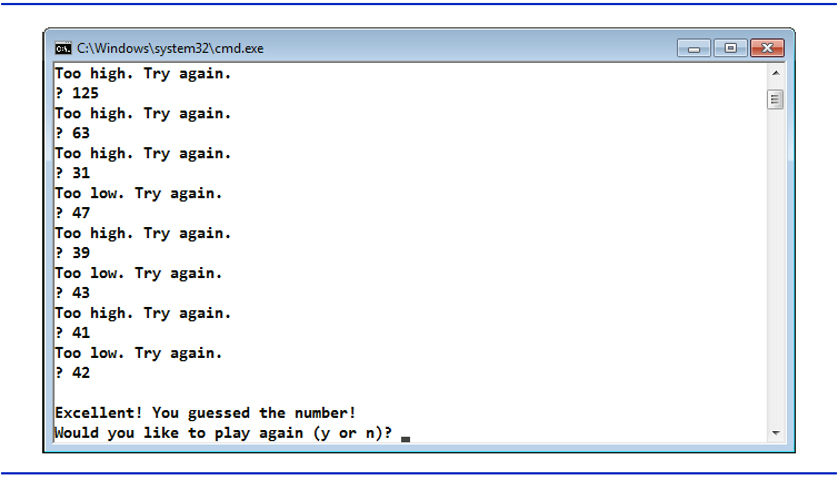 C:\Windows\system32\cmd.exe
Too high. Try again.
? 125
Too high. Try again.
? 63
Too high. Try again.
? 31
Too low. Try again.
? 47
Too high. Try again.
? 39
Too low. Try again.
? 43
Too high. Try again.
? 41
Too low. Try again.
? 42
Excellent! You guessed the number!
Would you like to play again (y or n)?